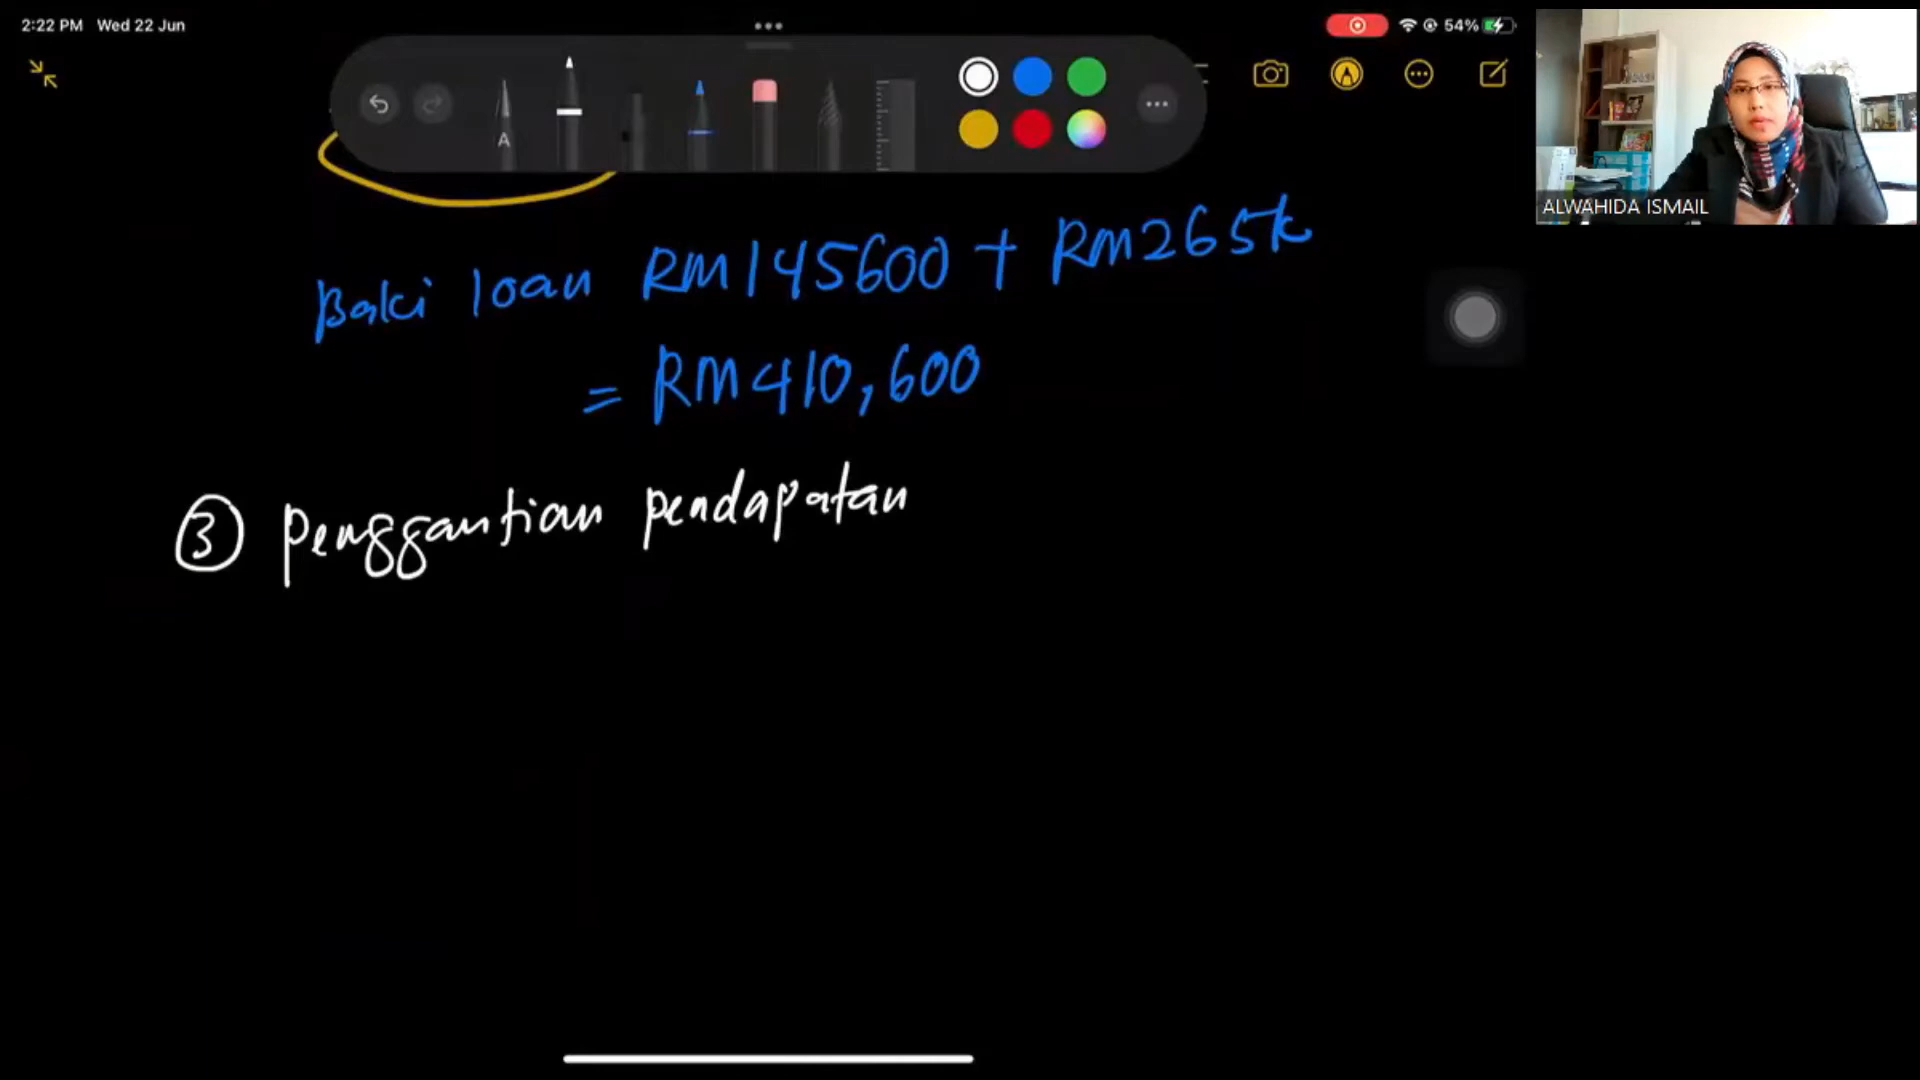 2:22 PM Wed 22 Jun
54%
A
ALWAHIDA ISMAIL
Baki loan RM145600 + RM265k
= RM410,600
③ Penggantian pendapatan